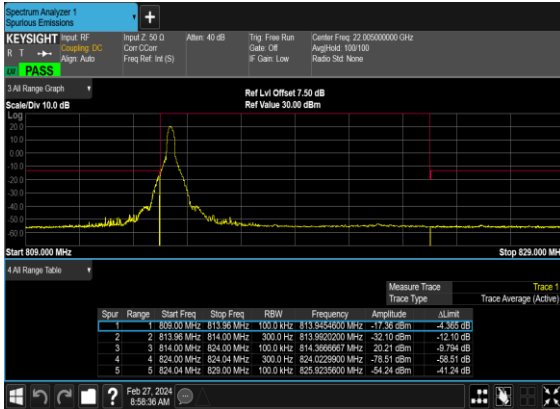 Spectrum Analyzer 1
Spurious Emissions
KEYSIGHT Input: RF Input Z: 50 Ω Atten: 40 dB Trig: Free Run Center Freq: 22.005000000 GHz
R T Coupling: DC Corr CCorr Gate: Off Avg|Hold: 100/100
Align: Auto Freq Ref: Int (S) IF Gain: Low Radio Std: None
PASS
3 All Range Graph
Ref Lvl Offset 7.50 dB
Scale/Div 10.0 dB Ref Value 30.00 dBm
Log
20.0
10.0
0.00
-10.0
-20.0
-30.0
-40.0
-50.0
-60.0
Start 809.000 MHz Stop 829.000 MH
4 All Range Table
Measure Trace Trace 1
Trace Type Trace Average (Active)
Spur Range Start Freq Stop Freq RBW Frequency Amplitude ΔLimit
1 1 809.00 MHz 813.96 MHz 100.0 kHz 813.9454600 MHz -17.36 dBm -4.365 dB
2 2 813.96 MHz 814.00 MHz 300.0 Hz 813.9920200 MHz -32.10 dBm -12.10 dB
3 3 814.00 MHz 824.00 MHz 100.0 kHz 814.3666667 MHz 20.21 dBm -9.794 dB
4 4 824.00 MHz 824.04 MHz 300.0 Hz 824.0229900 MHz -78.51 dBm -58.51 dB
5 5 824.04 MHz 829.00 MHz 100.0 kHz 825.9235600 MHz -54.24 dBm -41.24 dB
Feb 27, 2024
8:58:36 AM